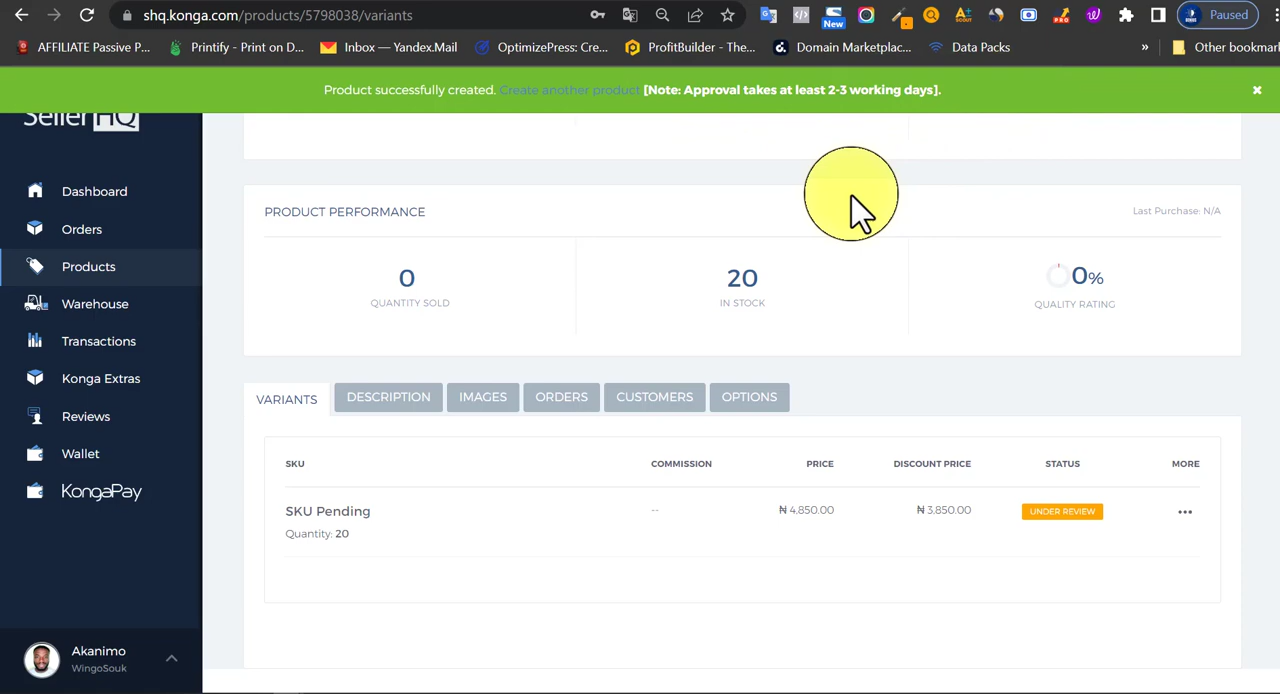 shq.konga.com/products/5798038/variants
New
Paused
AFFILIATE Passive P... Printify - Print on D... Inbox — Yandex.Mail OptimizePress: Cre... ProfitBuilder - The... Domain Marketplac... Data Packs » Other bookmar
Product successfully created. Create another product [Note: Approval takes at least 2-3 working days]. ×
SellerHQ
Dashboard
Orders
Products
Warehouse
Transactions
Konga Extras
Reviews
Wallet
KongaPay
Akanimo
WingoSouk
PRODUCT PERFORMANCE
Last Purchase: N/A
0
QUANTITY SOLD
20
IN STOCK
0%
QUALITY RATING
VARIANTS DESCRIPTION IMAGES ORDERS CUSTOMERS OPTIONS
SKU COMMISSION PRICE DISCOUNT PRICE STATUS MORE
SKU Pending -- ₦ 4,850.00 ₦ 3,850.00 UNDER REVIEW •••
Quantity: 20